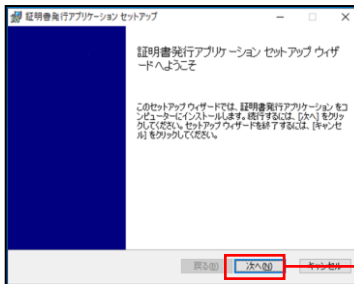 証明書発行アプリケーション セットアップ
証明書発行アプリケーション セットアップ ウィザ
ードへようこそ
このセットアップ ウィザードでは、証明書発行アプリケーション をコ
ンピューターにインストールします。続行するには、[次へ] をクリッ
クしてください。セットアップ ウィザードを終了するには、[キャンセ
ル] をクリックしてください。
戻る(B) 次へ(N) キャンセル